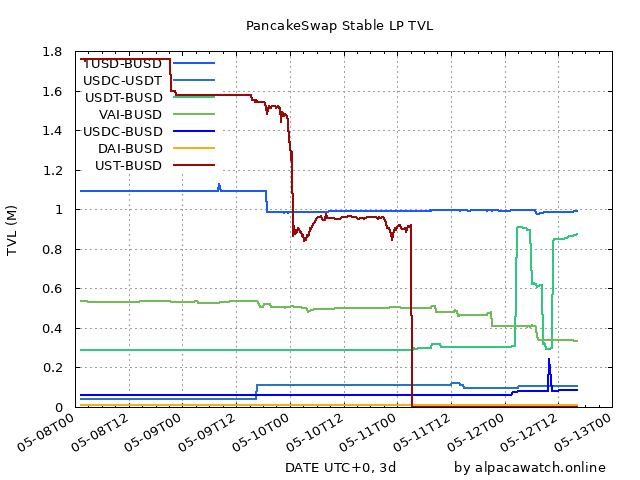 PancakeSwap Stable LP TVL
1.8
1.6
1.4
1.2
1
0.8
0.6
0.4
0.2
0
TVL (M)
TUSD-BUSD
USDC-USDT
USDT-BUSD
VAI-BUSD
USDC-BUSD
DAI-BUSD
UST-BUSD
05-08T00
05-08T12
05-09T00
05-09T12
05-10T00
05-10T12
05-11T00
05-11T12
05-12T00
05-12T12
05-13T00
DATE UTC+0, 3d
by alpacawatch.online